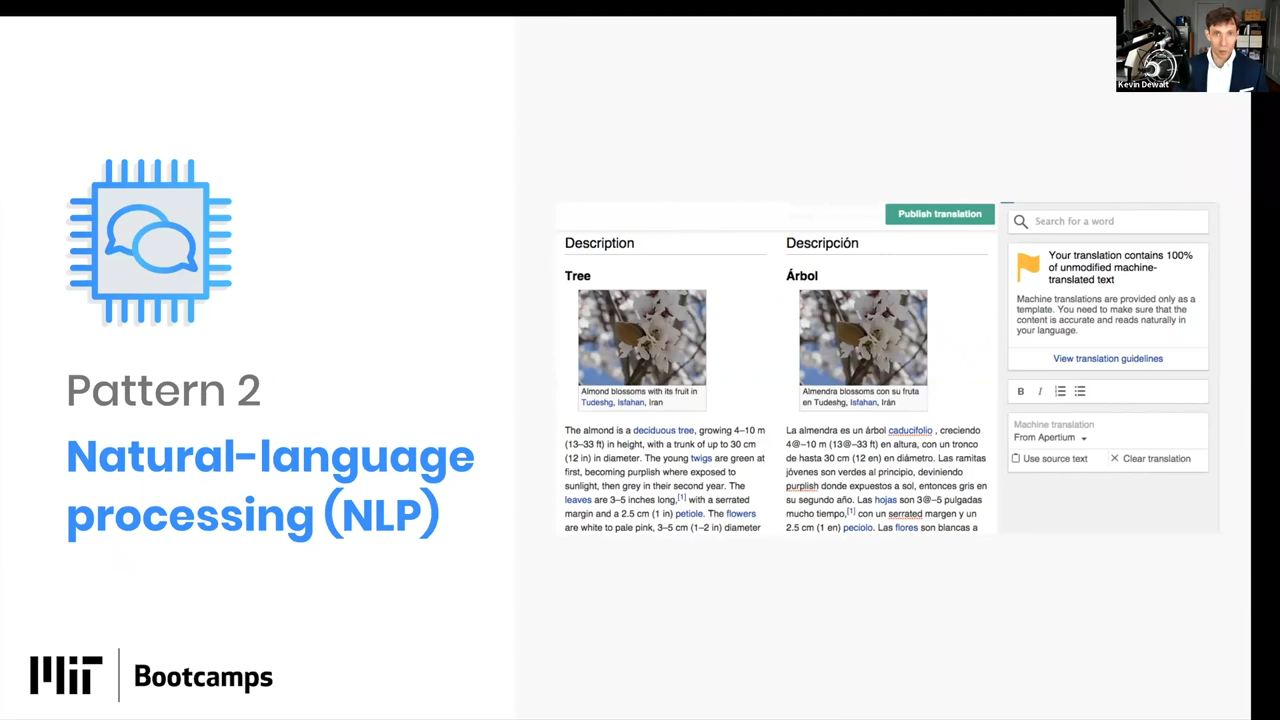 Kevin Dewalt
Pattern 2
Natural-language
processing (NLP)
MIT Bootcamps
Publish translation
Description
Tree
Almond blossoms with its fruit in
Tudeshg, Isfahan, Iran
The almond is a deciduous tree, growing 4–10 m
(13–33 ft) in height, with a trunk of up to 30 cm
(12 in) in diameter. The young twigs are green at
first, becoming purplish where exposed to
sunlight, then grey in their second year. The
leaves are 3–5 inches long,[1] with a serrated
margin and a 2.5 cm (1 in) petiole. The flowers
are white to pale pink, 3–5 cm (1–2 in) diameter
Descripción
Árbol
Almendra blossoms con su fruta
en Tudeshg, Isfahan, Irán
La almendra es un árbol caducifolio , creciendo
4@–10 m (13@–33 ft) en altura, con un tronco
de hasta 30 cm (12 en) en diámetro. Las ramitas
jóvenes son verdes al principio, deviniendo
purplish donde expuestos a sol, entonces gris en
su segundo año. Las hojas son 3@–5 pulgadas
mucho tiempo,[1] con un serrated margen y un
2.5 cm (1 en) peciolo. Las flores son blancas a
Search for a word
Your translation contains 100%
of unmodified machine-
translated text
Machine translations are provided only as a
template. You need to make sure that the
content is accurate and reads naturally in
your language.
View translation guidelines
B I
Machine translation
From Apertium
Use source text
Clear translation